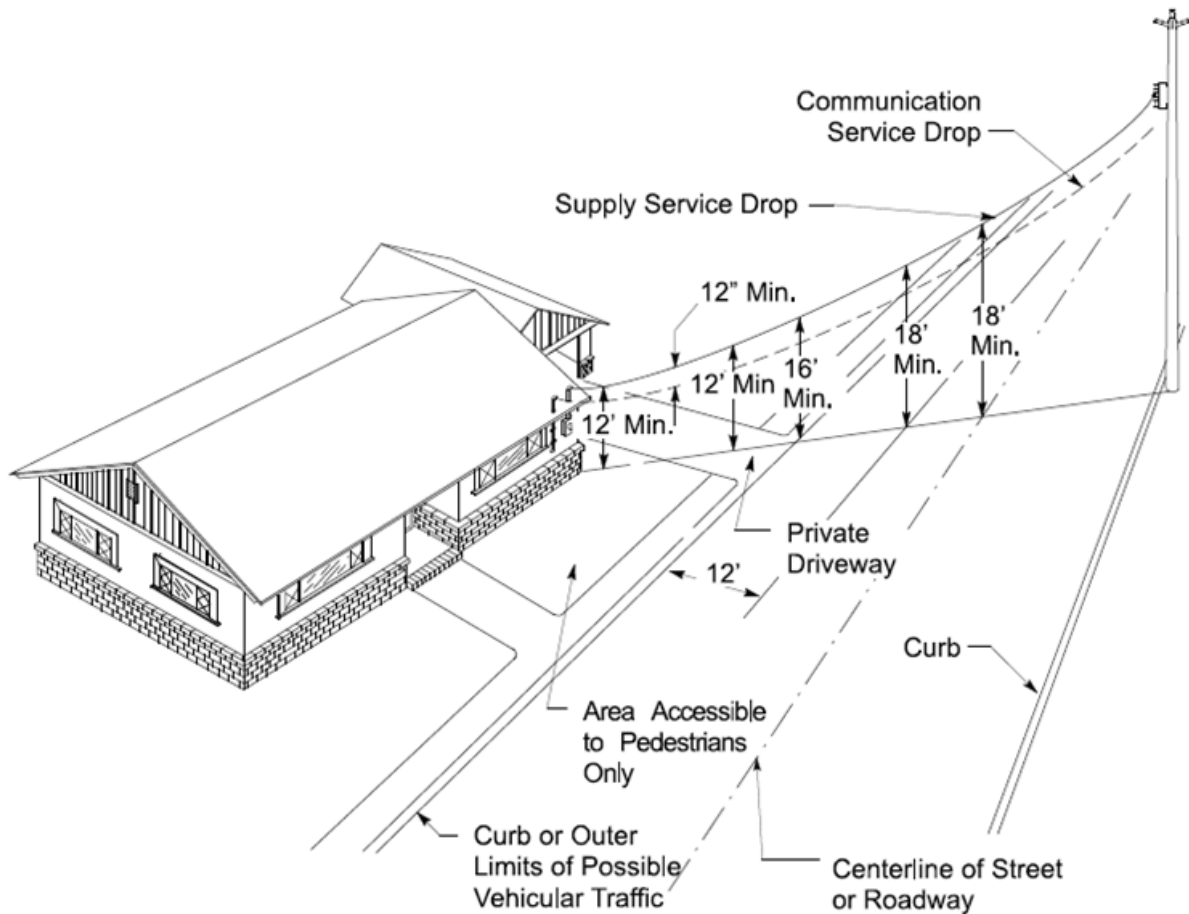 Communication
Service Drop
Supply Service Drop
12” Min.
18'
Min.
18'
Min.
16'
Min.
12' Min
12' Min.
Private
Driveway
12'
Curb
Area Accessible
to Pedestrians
Only
Curb or Outer
Limits of Possible
Vehicular Traffic
Centerline of Street
or Roadway